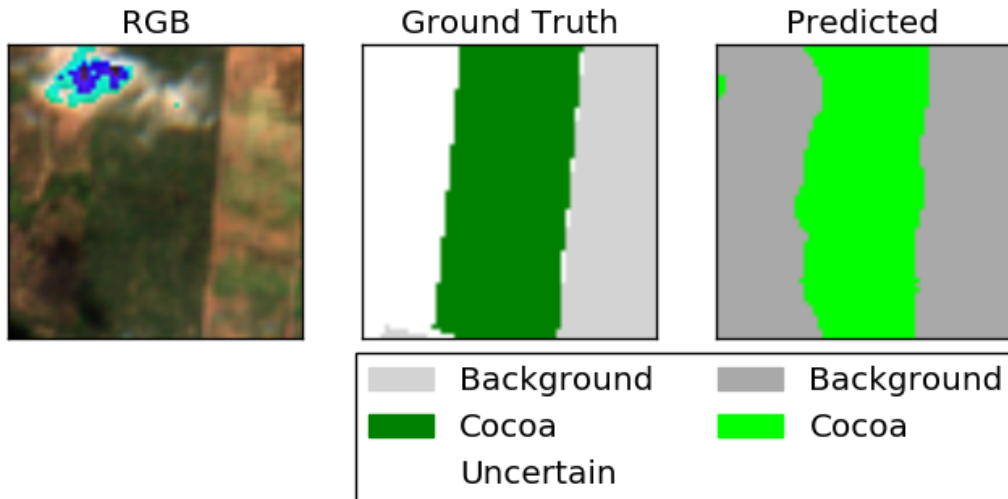 RGB
Ground Truth
Predicted
Background
Background
Cocoa
Cocoa
Uncertain